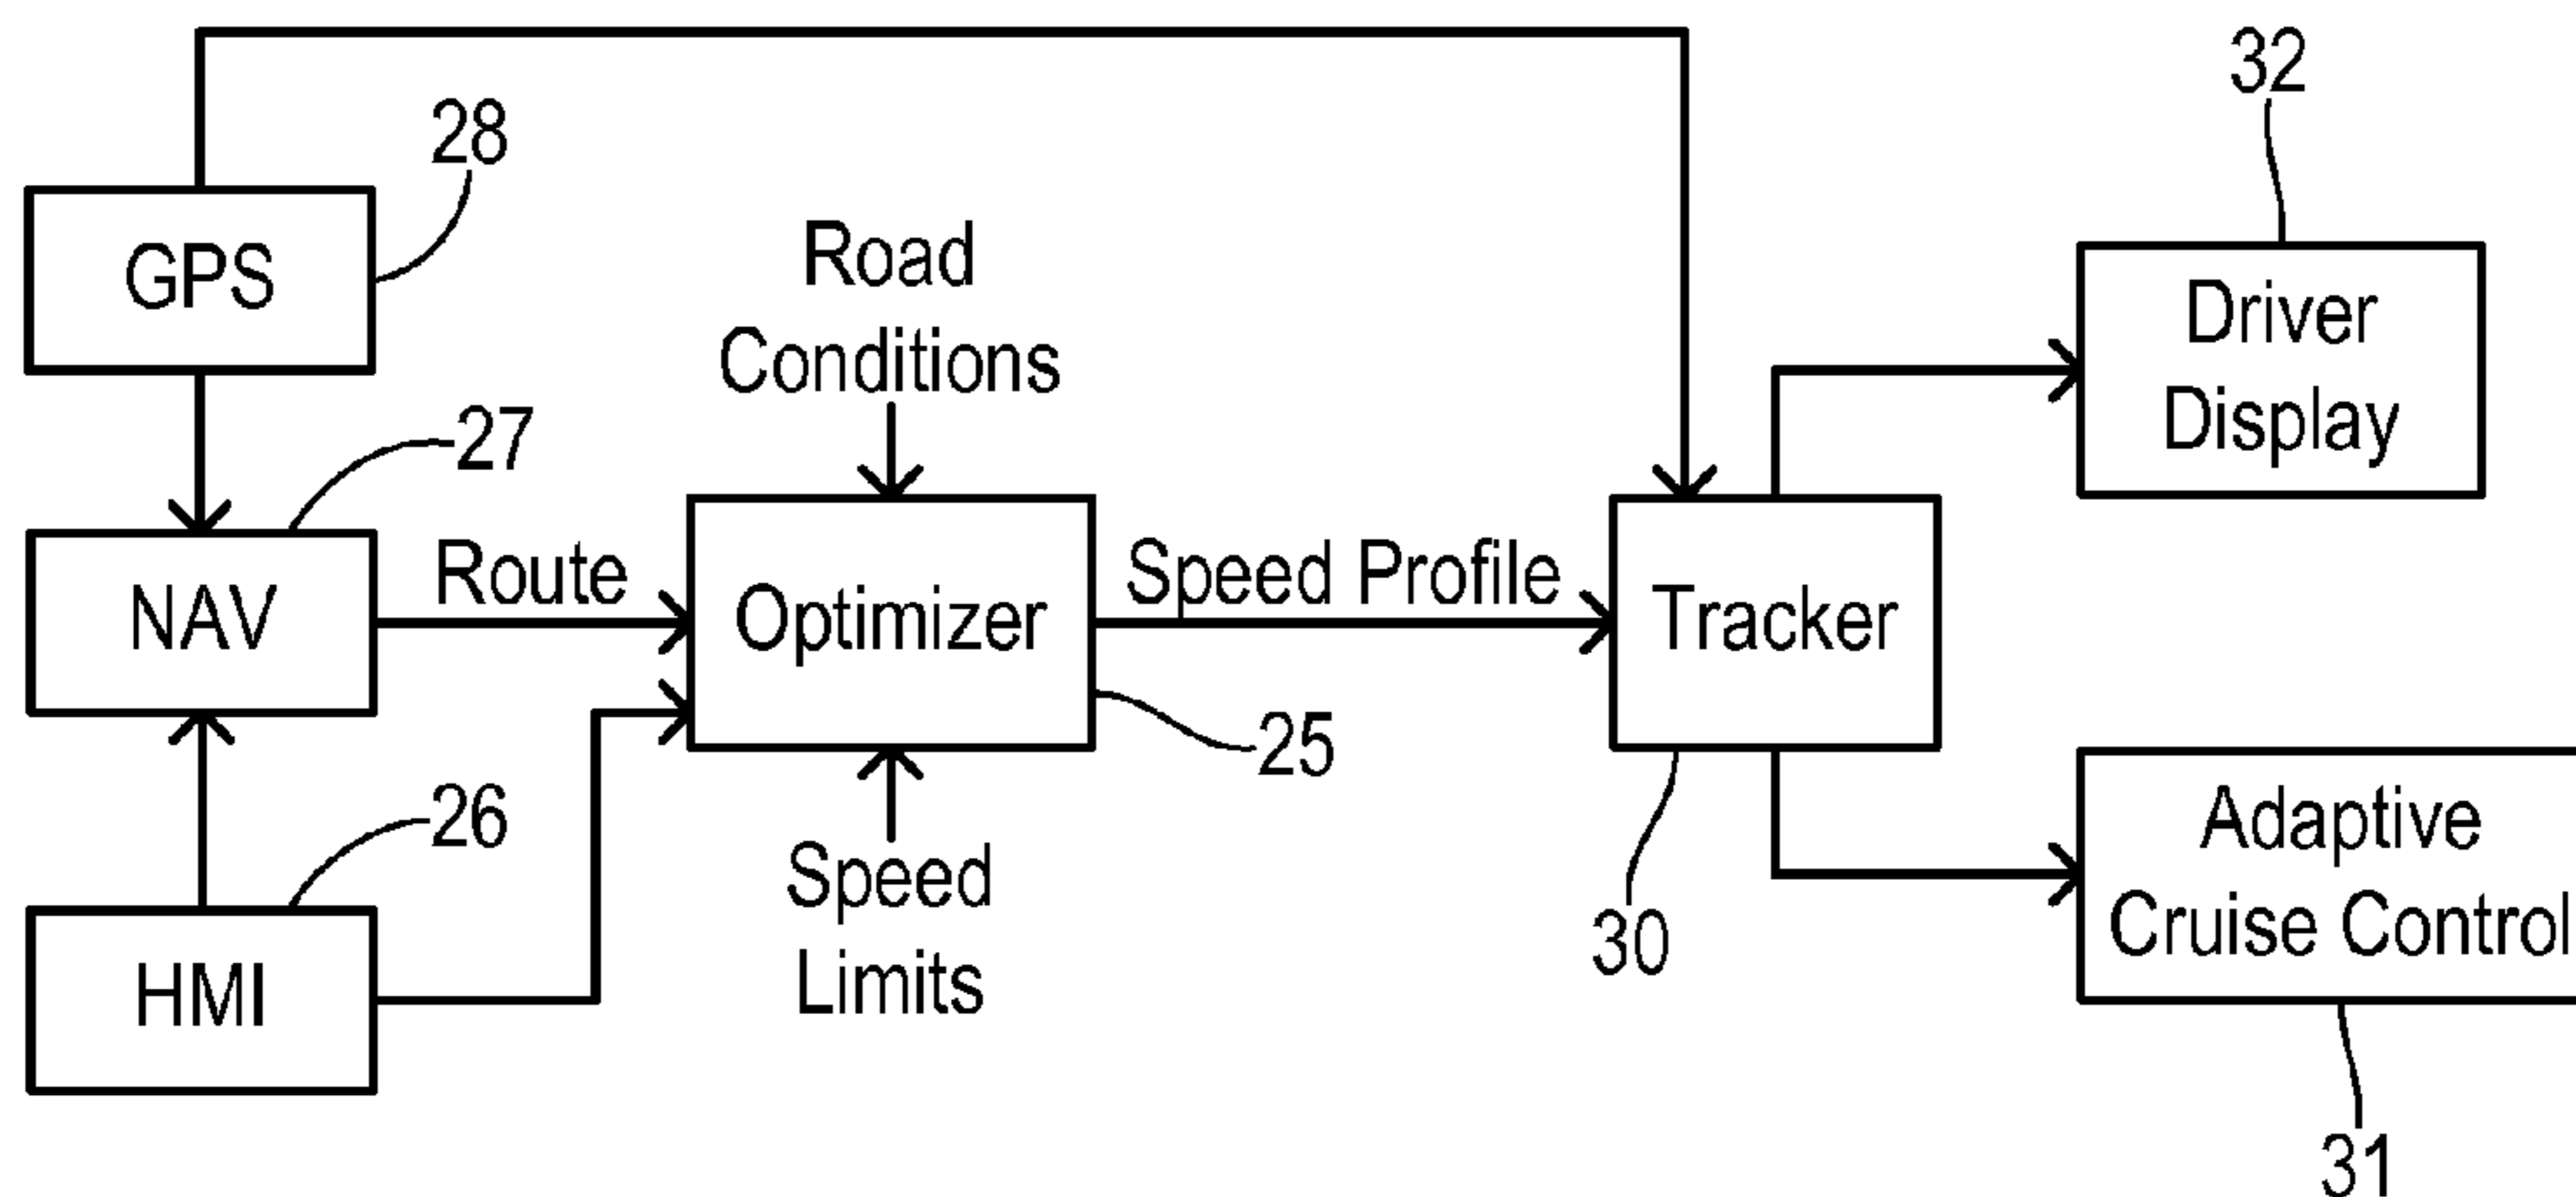 32
28
GPS
Road
Conditions
Driver
Display
27
NAV
Route
Optimizer
Speed Profile
Tracker
25
26
Speed
Limits
HMI
30
Adaptive
Cruise Control
31